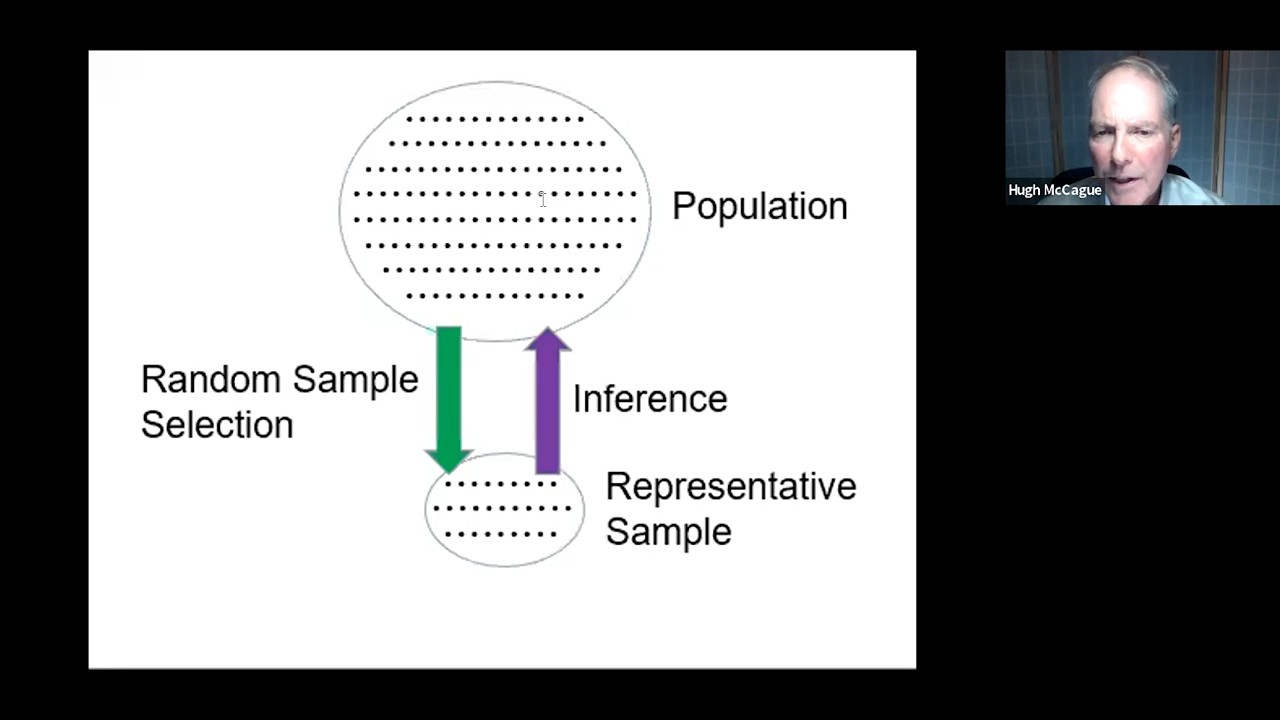 Population
Random Sample
Selection
Inference
Representative
Sample
Hugh McCague